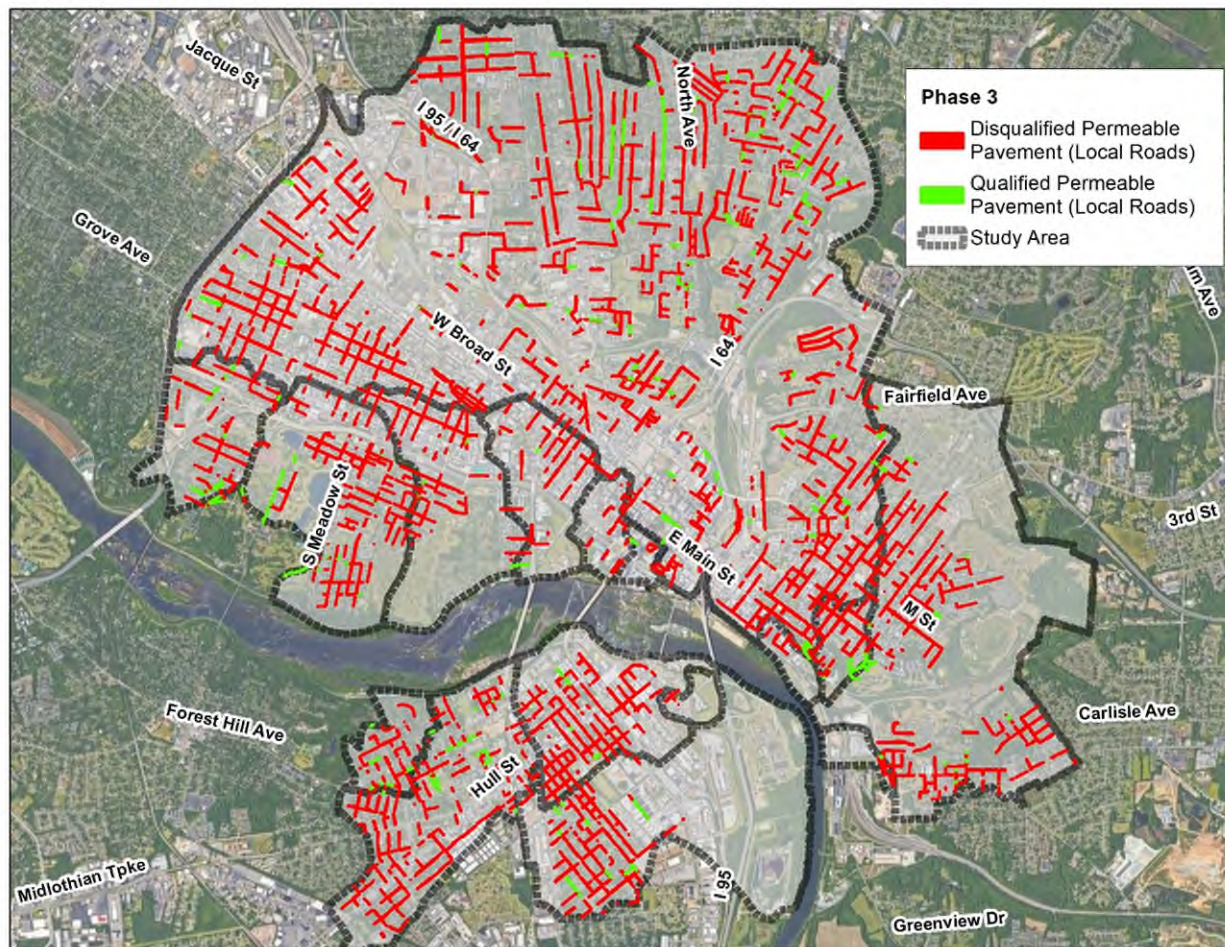 Jacque St
North Ave
I 95 / I 64
Grove Ave
W Broad St
I 64
Fairfield Ave
S Meadow St
3rd St
E Main St
M St
Forest Hill Ave
Carlisle Ave
Hull St
Midlothian Tpke
I 95
Greenview Dr
Phase 3
Disqualified Permeable
Pavement (Local Roads)
Qualified Permeable
Pavement (Local Roads)
Study Area
Ave